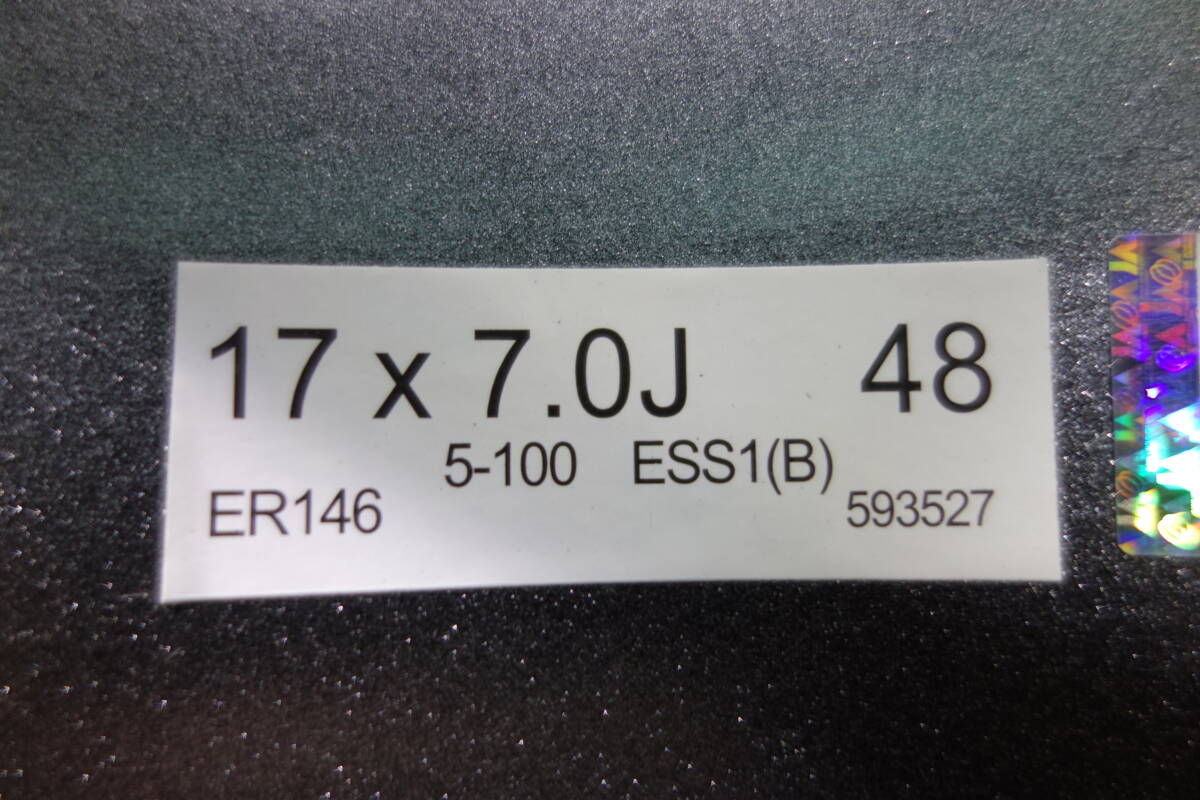 17 x 7.0J 48
5-100 ESS1(B)
ER146 593527